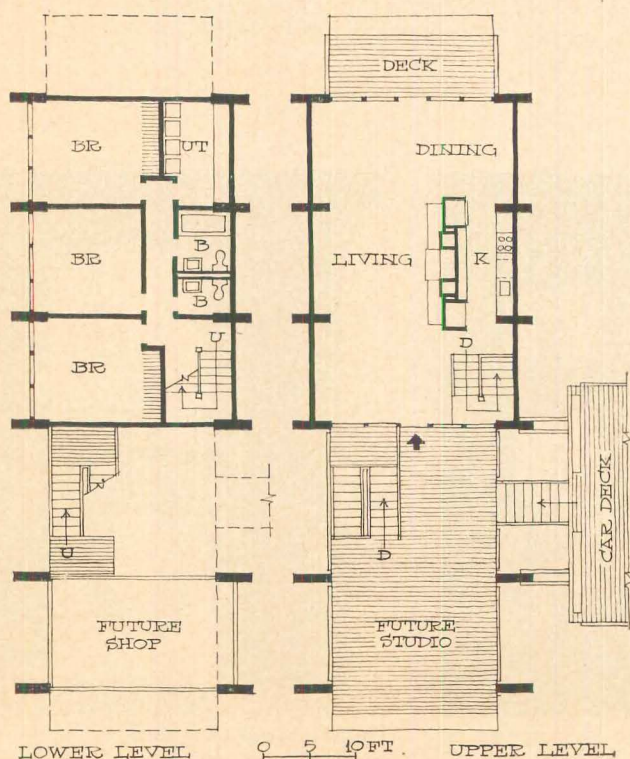 BR
UT
BR
B
B
BR
U
U
FUTURE
SHOP
LOWER LEVEL
0 5 10FT.
DECK
DINING
LIVING
K
D
D
FUTURE
STUDIO
CAR DECK
UPPER LEVEL